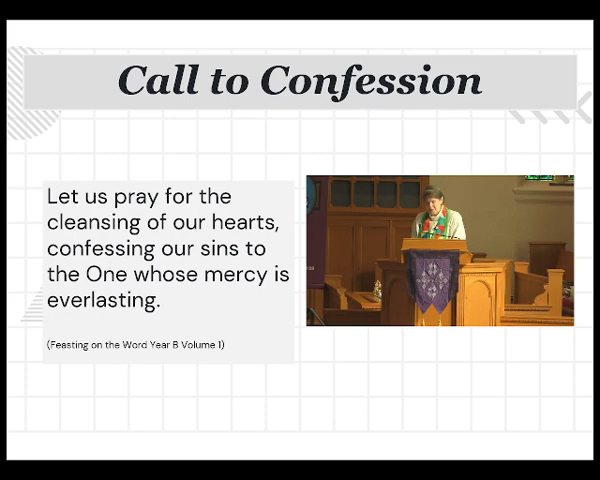 Call to Confession
Let us pray for the
cleansing of our hearts,
confessing our sins to
the One whose mercy is
everlasting.
(Feasting on the Word Year B Volume 1)